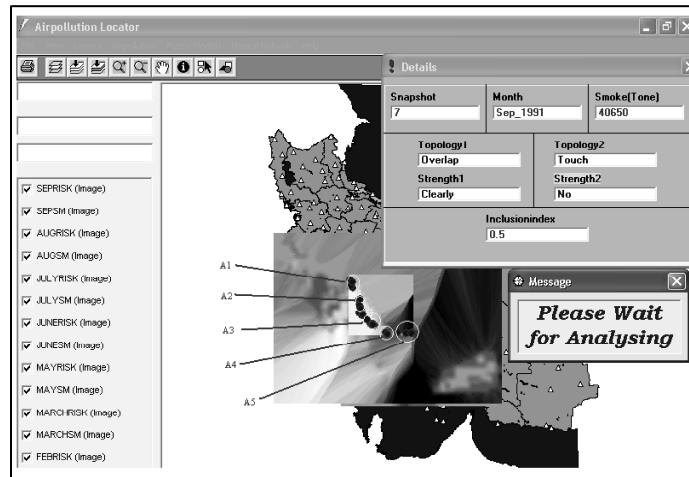 Airpollution Locator
Details
Snapshot
Month
Smoke(Tone)
7
Sep_1991
40650
Topology1
Topology2
Overlap
Touch
Strength1
Strength2
Clearly
No
Inclusionindex
0.5
Message
Please Wait
for Analysing
SEPRISK (Image)
SEPSM (Image)
AUGRISK (Image)
AUGSM (Image)
JULYRISK (Image)
JULYSM (Image)
JUNERISK (Image)
JUNESM (Image)
MAYRISK (Image)
MAYSM (Image)
MARCHRISK (Image)
MARCHSM (Image)
FEBRISK (Image)
A1
A2
A3
A4
A5